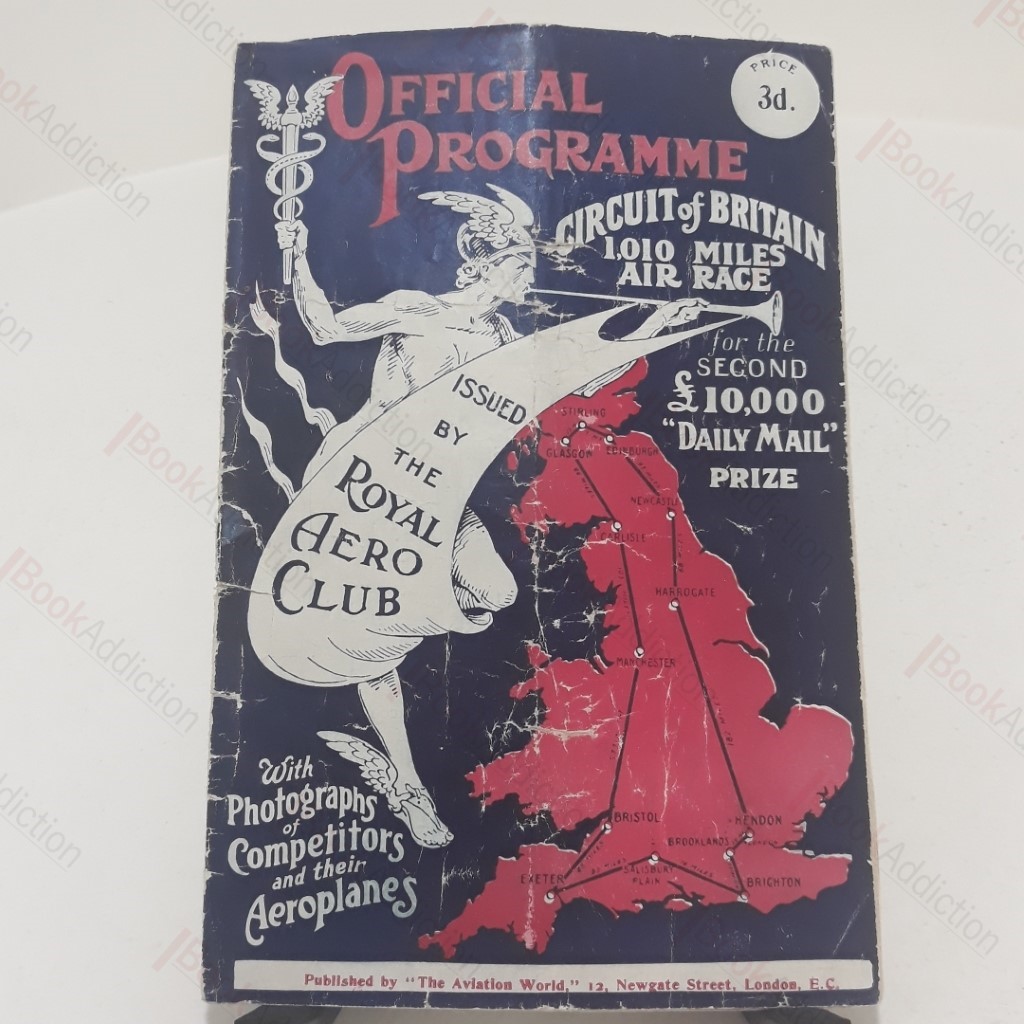 OFFICIAL
PROGRAMME
PRICE
3d.
CIRCUIT of BRITAIN
1,010 MILES
AIR RACE
for the
SECOND
£10,000
"DAILY MAIL"
PRIZE
ISSUED
BY
THE
ROYAL
AERO
CLUB
STIRLING
GLASGOW
EDINBURGH
NEWCASTLE
CARLISLE
HARROGATE
MANCHESTER
BRISTOL
HENDON
BROOKLANDS
SALISBURY
PLAIN
EXETER
BRIGHTON
With
Photographs
of
Competitors
and their
Aeroplanes
Published by "The Aviation World," 12, Newgate Street, London, E.C.
BookAddiction